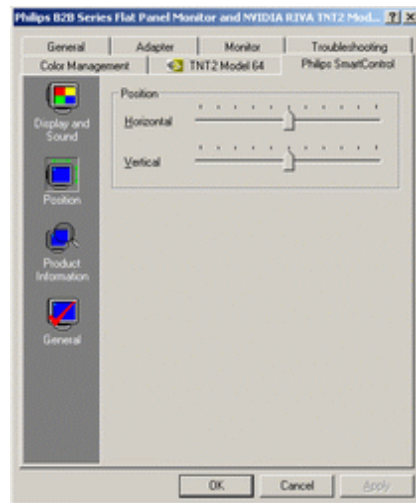 Philips B2B Series Flat Panel Monitor and NVIDIA RIVA TNT2 Mod...
General Adapter Monitor Troubleshooting
Color Management TNT2 Model 64 Philips SmartControl
Display and
Sound
Position
Product
Information
General
Position
Horizontal
Vertical
OK Cancel Apply